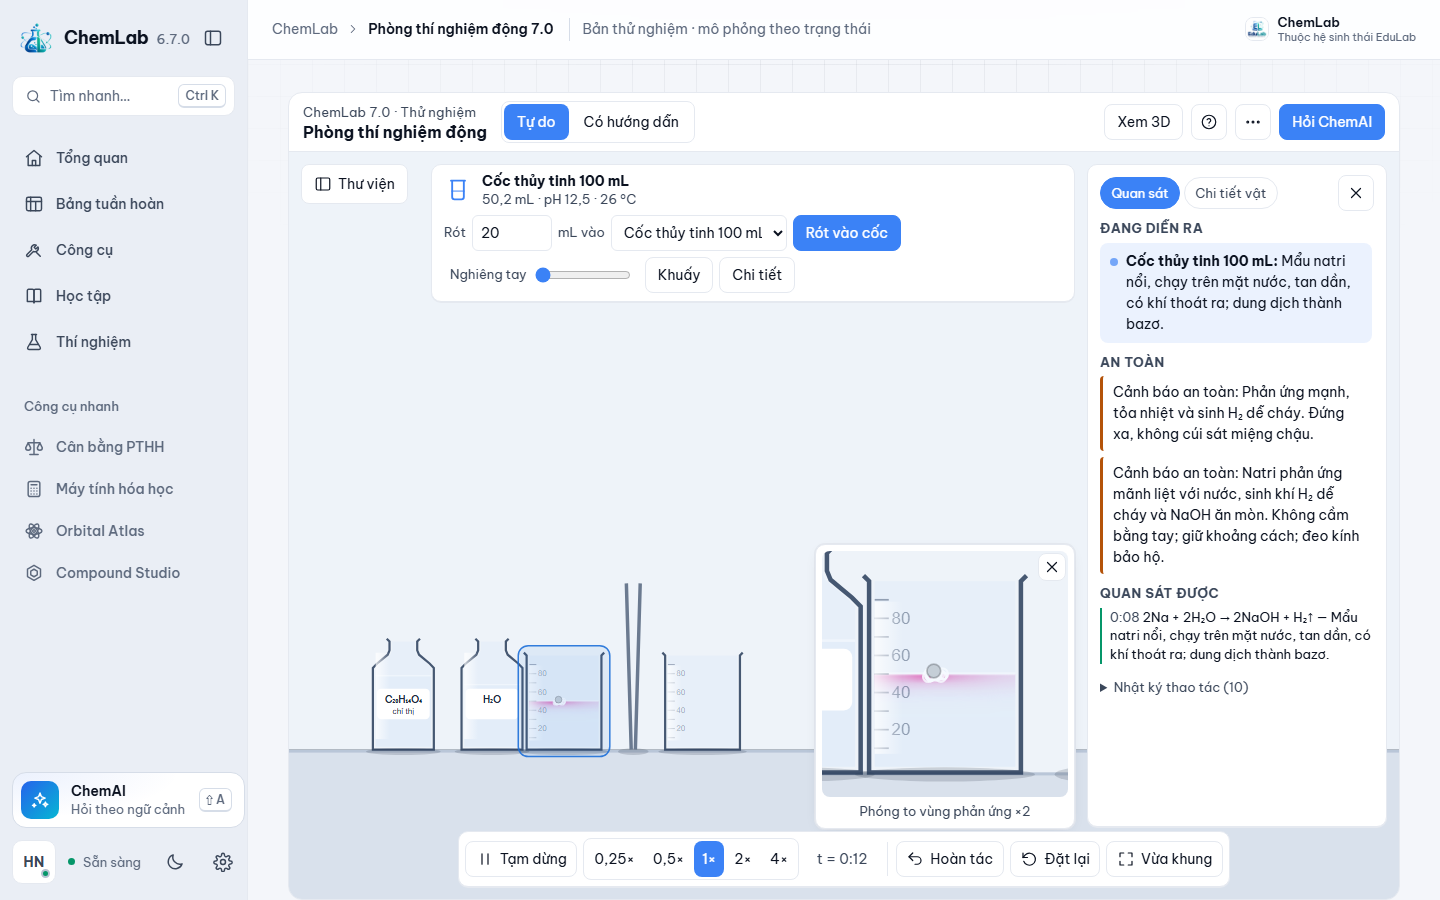 ChemLab 6.7.0
Tìm nhanh... Ctrl K
Tổng quan
Bảng tuần hoàn
Công cụ
Học tập
Thí nghiệm
Công cụ nhanh
Cân bằng PTHH
Máy tính hóa học
Orbital Atlas
Compound Studio
ChemAI
Hỏi theo ngữ cảnh
⇧ A
HN
Sẵn sàng
ChemLab > Phòng thí nghiệm động 7.0 Bản thử nghiệm · mô phỏng theo trạng thái
ChemLab
Thuộc hệ sinh thái EduLab
ChemLab 7.0 · Thử nghiệm
Phòng thí nghiệm động
Tự do Có hướng dẫn
Xem 3D
Hỏi ChemAI
Thư viện
Cốc thủy tinh 100 mL
50,2 mL · pH 12,5 · 26 °C
Rót 20 mL vào Cốc thủy tinh 100 mL Rót vào cốc
Nghiêng tay Khuấy Chi tiết
C₂₀H₁₄O₄
chỉ thị
H₂O
80
60
40
20
80
60
40
20
80
60
40
20
Phóng to vùng phản ứng ×2
Quan sát Chi tiết vật
ĐANG DIỄN RA
Cốc thủy tinh 100 mL: Mẩu natri
nổi, chạy trên mặt nước, tan dần,
có khí thoát ra; dung dịch thành
bazơ.
AN TOÀN
Cảnh báo an toàn: Phản ứng mạnh,
tỏa nhiệt và sinh H₂ dễ cháy. Đứng
xa, không cúi sát miệng chậu.
Cảnh báo an toàn: Natri phản ứng
mãnh liệt với nước, sinh khí H₂ dễ
cháy và NaOH ăn mòn. Không cầm
bằng tay; giữ khoảng cách; đeo kính
bảo hộ.
QUAN SÁT ĐƯỢC
0:08 2Na + 2H₂O → 2NaOH + H₂↑ — Mẩu
natri nổi, chạy trên mặt nước, tan dần, có
khí thoát ra; dung dịch thành bazơ.
Nhật ký thao tác (10)
Tạm dừng 0,25× 0,5× 1× 2× 4× t = 0:12 Hoàn tác Đặt lại Vừa khung